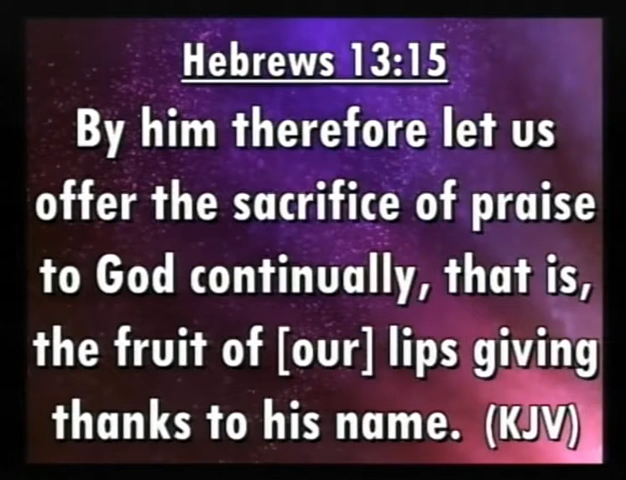 Hebrews 13:15
By him therefore let us
offer the sacrifice of praise
to God continually, that is,
the fruit of [our] lips giving
thanks to his name. (KJV)